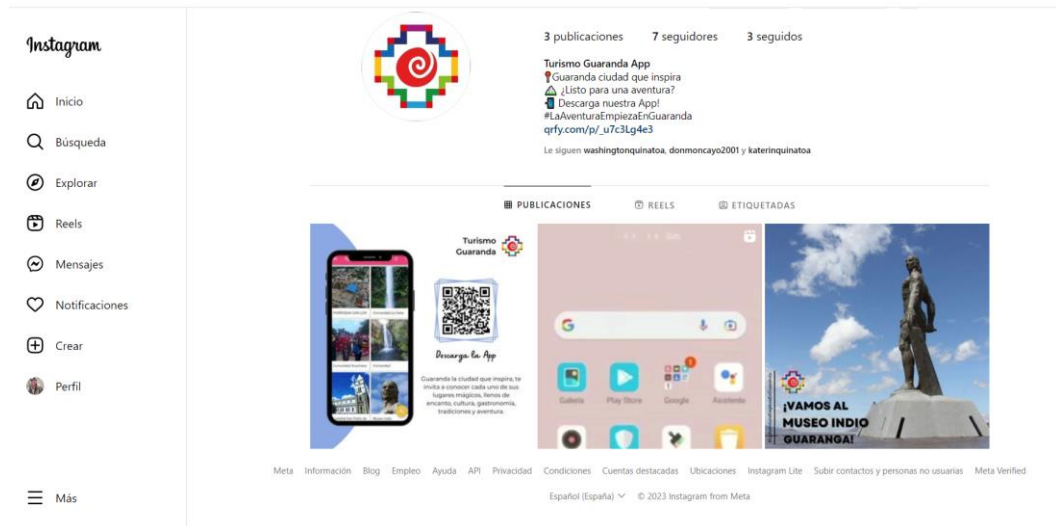 Instagram
Inicio
Búsqueda
Explorar
Reels
Mensajes
Notificaciones
Crear
Perfil
Más
3 publicaciones 7 seguidores 3 seguidos
Turismo Guaranda App
Guaranda ciudad que inspira
¿Listo para una aventura?
Descarga nuestra App!
#LaAventuraEmpiezaEnGuaranda
qrfy.com/p/_u7c3Lg4e3
Le siguen washingtonquinatoa, donmoncayo2001 y katerinquinatoa
PUBLICACIONES REELS ETIQUETADAS
Turismo
Guaranda
Descarga la App
Guaranda la ciudad que inspira, te
invita a conocer cada uno de sus
lugares mágicos, llenos de
encanto, cultura, gastronomía,
tradiciones y aventura.
G
Galería Play Store Google Asistente
¡VAMOS AL
MUSEO INDIO
GUARANGA!
Meta Información Blog Empleo Ayuda API Privacidad Condiciones Cuentas destacadas Ubicaciones Instagram Lite Subir contactos y personas no usuarias Meta Verified
Español (España) © 2023 Instagram from Meta